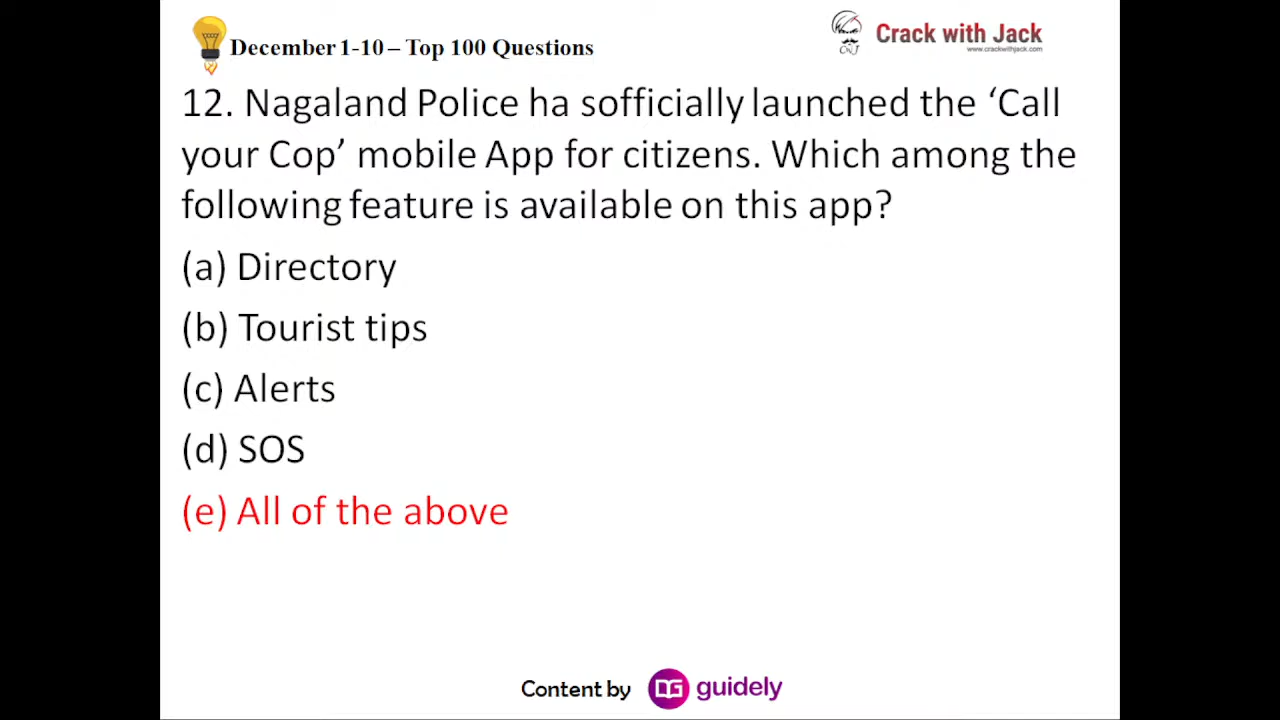 December 1-10 – Top 100 Questions
Crack with Jack
www.crackwithjack.com
CWJ
12. Nagaland Police ha sofficially launched the ‘Call
your Cop’ mobile App for citizens. Which among the
following feature is available on this app?
(a) Directory
(b) Tourist tips
(c) Alerts
(d) SOS
(e) All of the above
Content by DG guidely